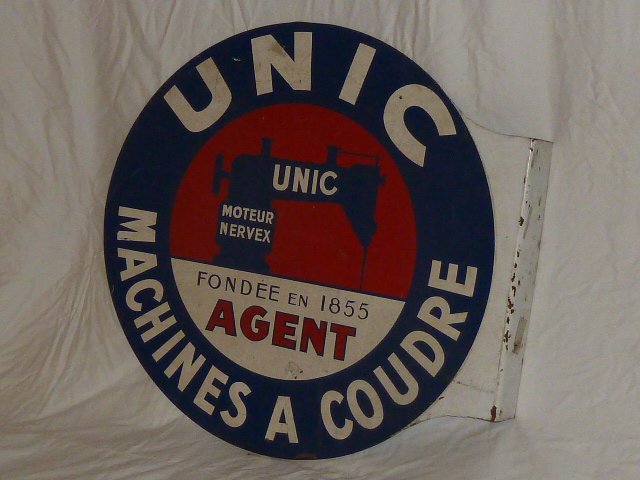 UNIC
UNIC
MOTEUR
NERVEX
FONDÉE EN 1855
AGENT
MACHINES A COUDRE